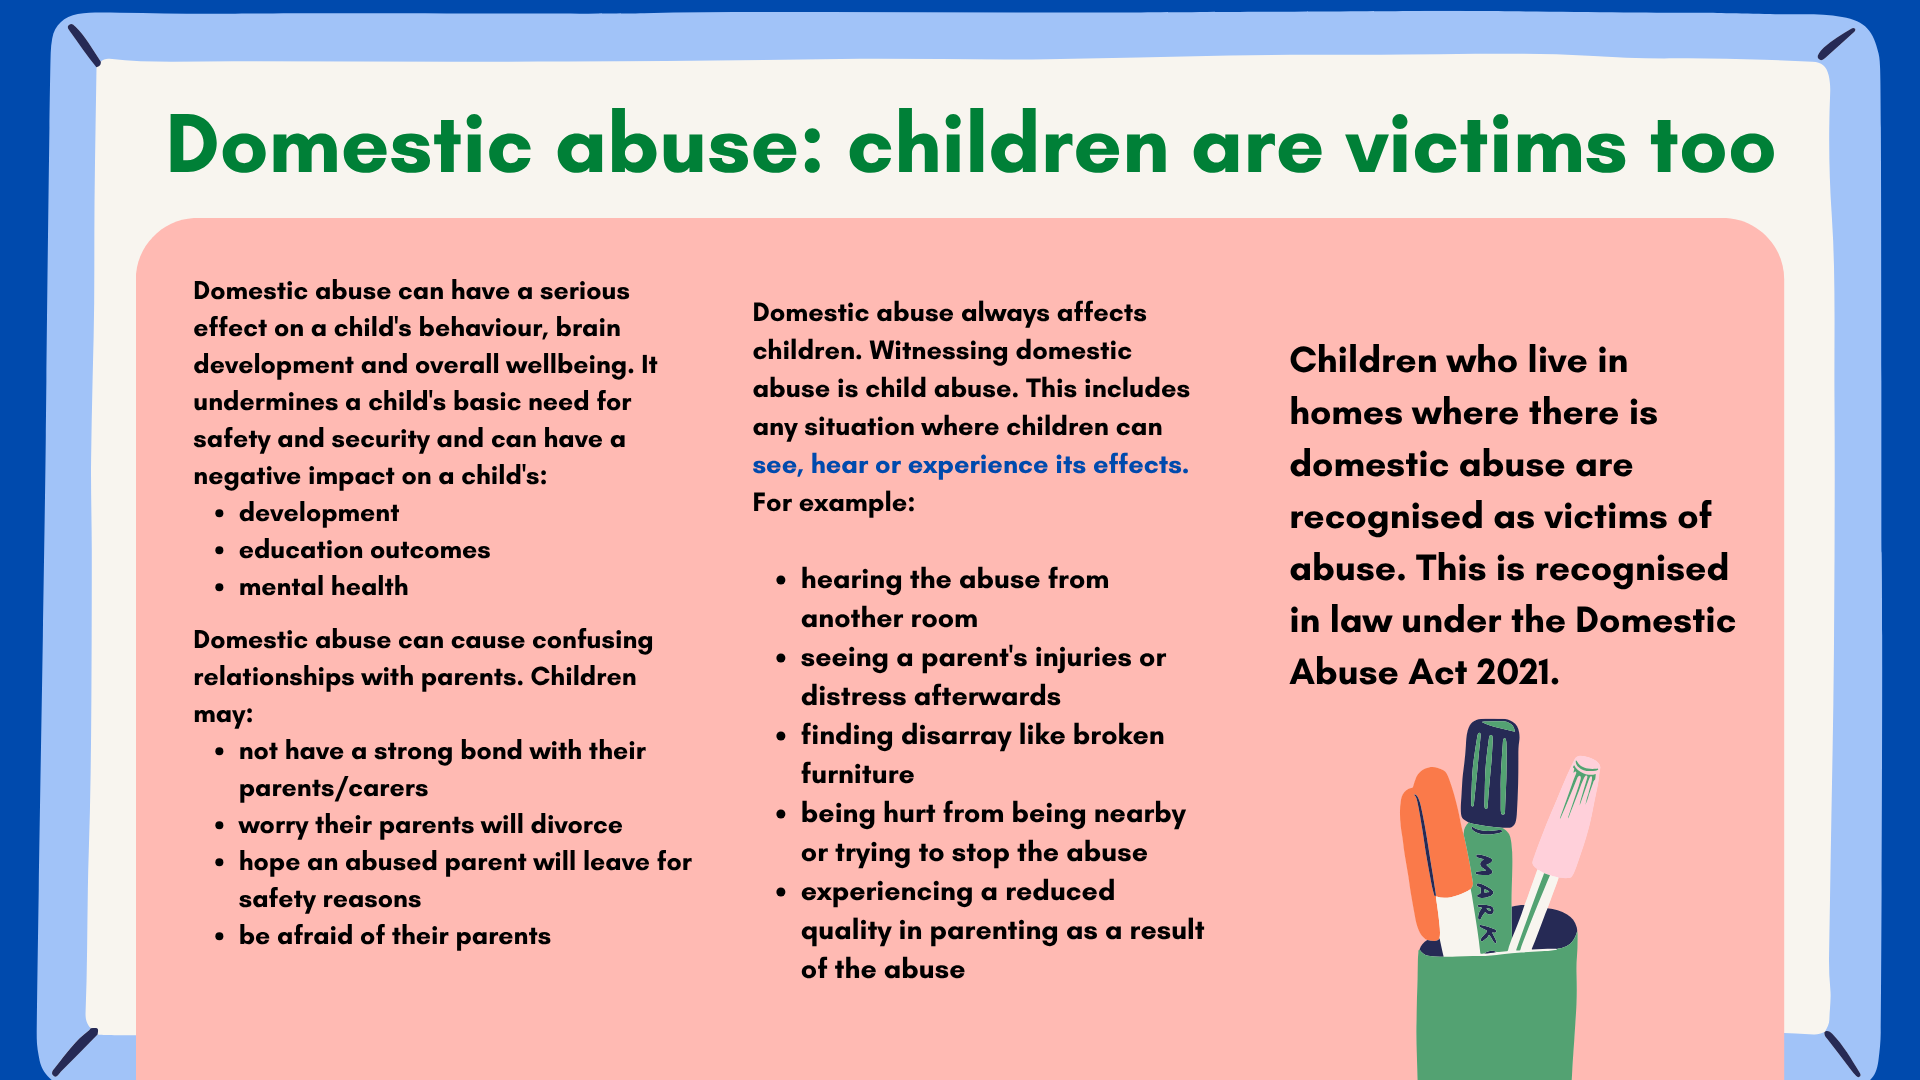 Domestic abuse: children are victims too
Domestic abuse can have a serious
effect on a child's behaviour, brain
development and overall wellbeing. It
undermines a child's basic need for
safety and security and can have a
negative impact on a child's:
• development
• education outcomes
• mental health
Domestic abuse can cause confusing
relationships with parents. Children
may:
• not have a strong bond with their
parents/carers
• worry their parents will divorce
• hope an abused parent will leave for
safety reasons
• be afraid of their parents
Domestic abuse always affects
children. Witnessing domestic
abuse is child abuse. This includes
any situation where children can
see, hear or experience its effects.
For example:
• hearing the abuse from
another room
• seeing a parent's injuries or
distress afterwards
• finding disarray like broken
furniture
• being hurt from being nearby
or trying to stop the abuse
• experiencing a reduced
quality in parenting as a result
of the abuse
Children who live in
homes where there is
domestic abuse are
recognised as victims of
abuse. This is recognised
in law under the Domestic
Abuse Act 2021.
MARK